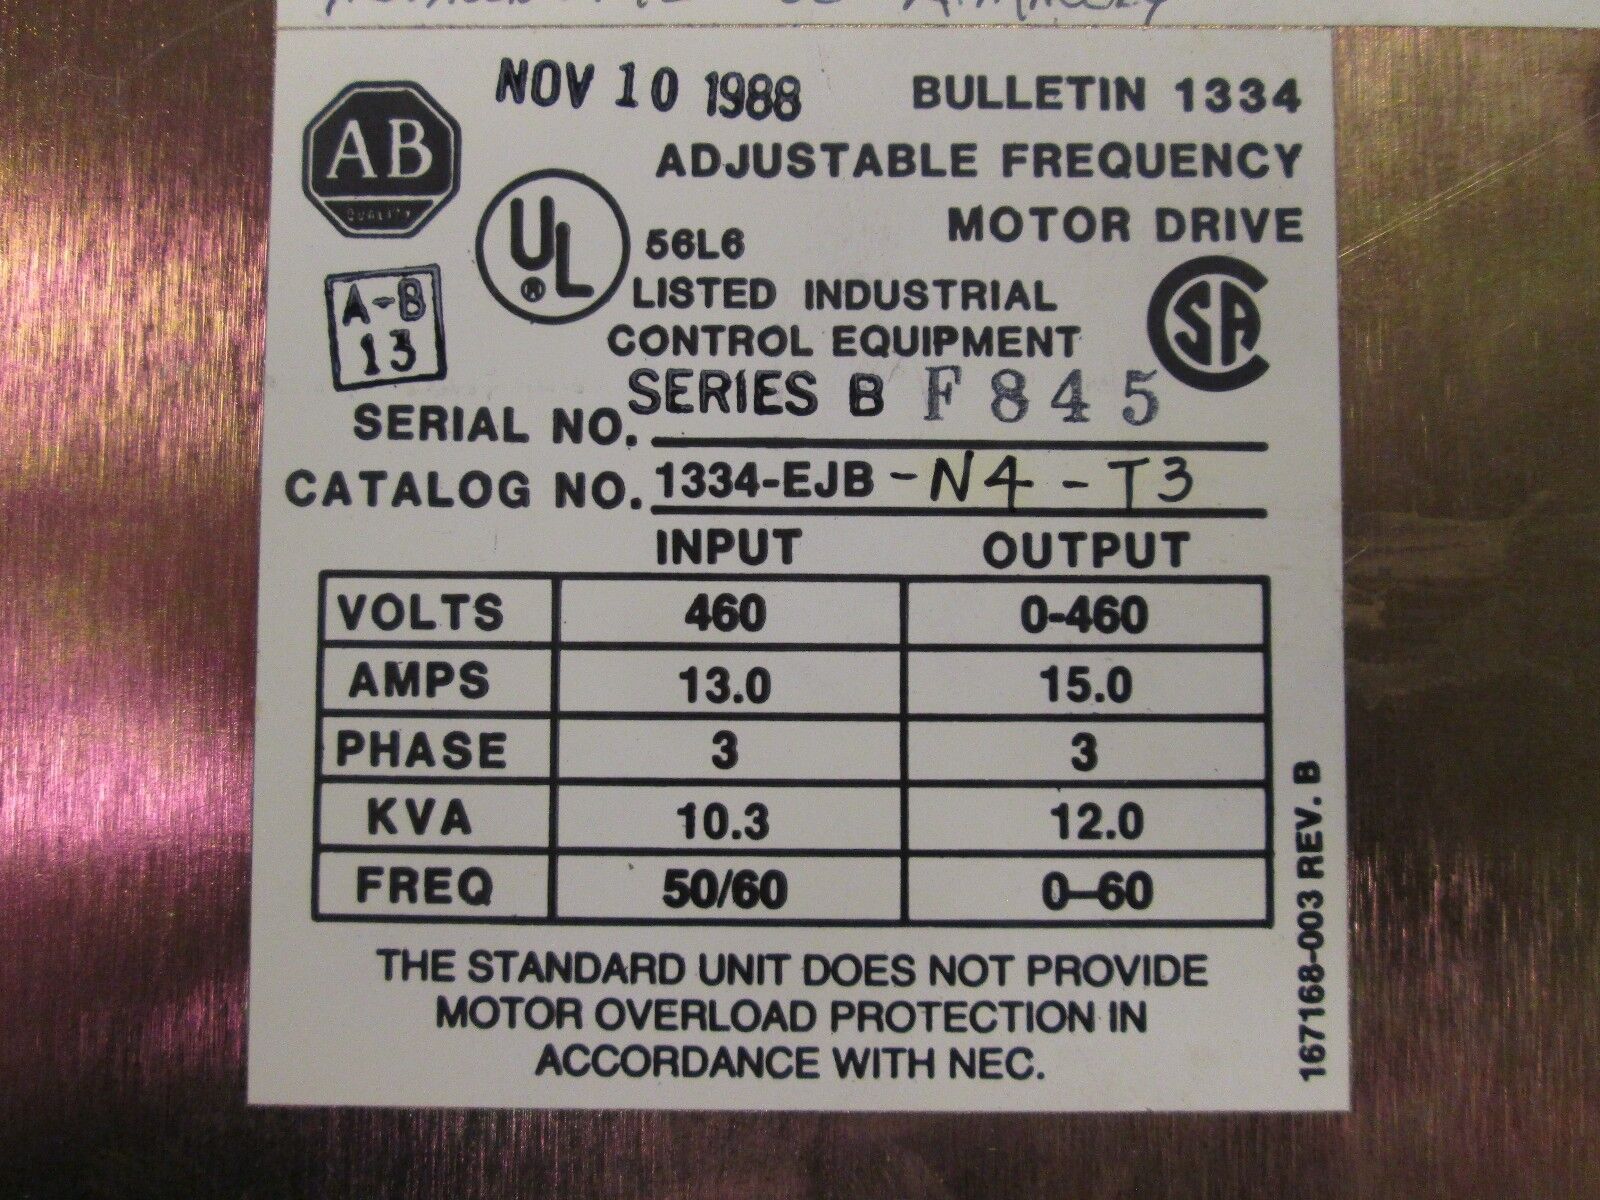 NOV 10 1988
BULLETIN 1334
AB
QUALITY
ADJUSTABLE FREQUENCY
MOTOR DRIVE
UL
®
56L6
LISTED INDUSTRIAL
CONTROL EQUIPMENT
SA
A-B
13
SERIAL NO. SERIES B F845
CATALOG NO. 1334-EJB-N4-T3
INPUT OUTPUT
VOLTS 460 0-460
AMPS 13.0 15.0
PHASE 3 3
KVA 10.3 12.0
FREQ 50/60 0-60
THE STANDARD UNIT DOES NOT PROVIDE
MOTOR OVERLOAD PROTECTION IN
ACCORDANCE WITH NEC.
167168-003 REV. B